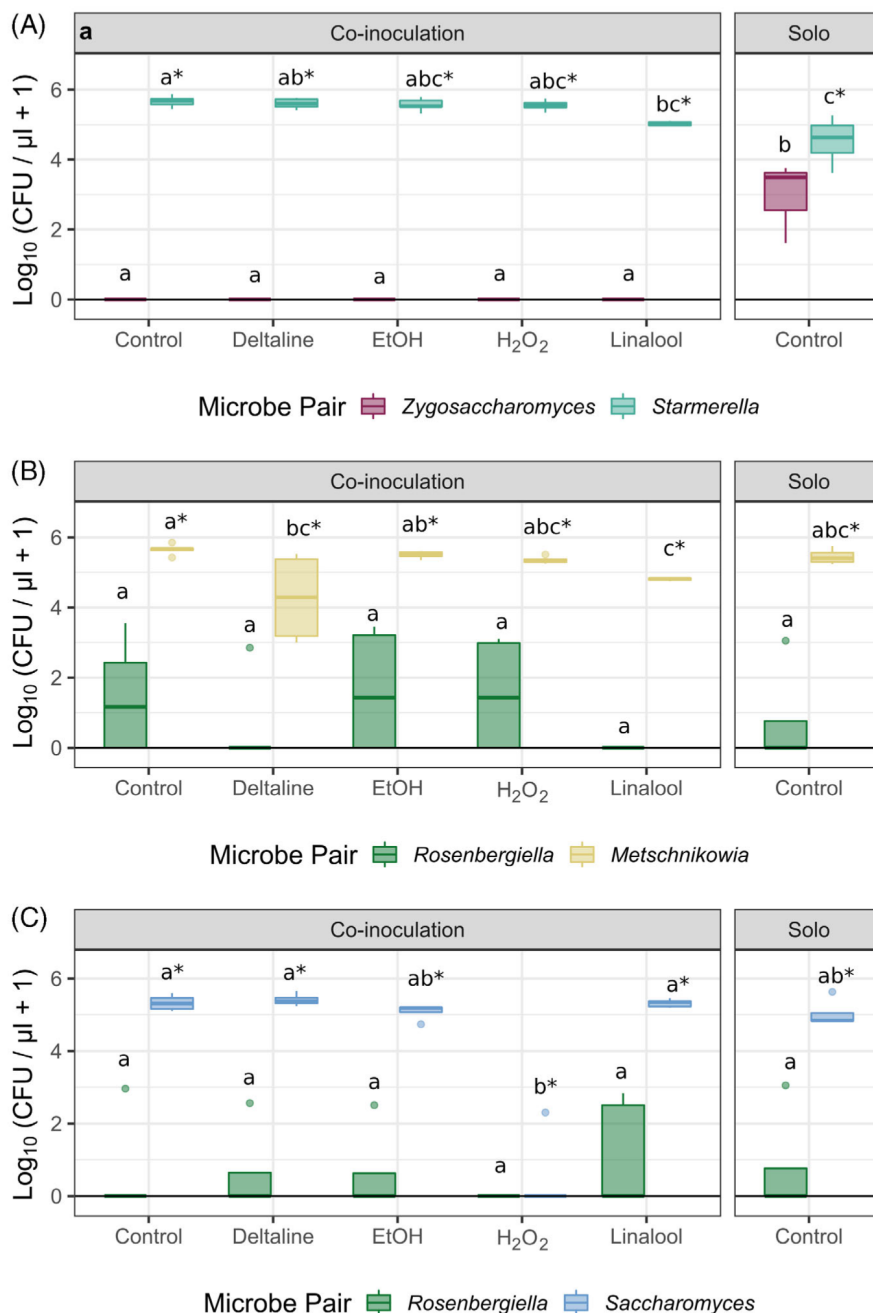 (A)
a Co-inoculation Solo
Log₁₀ (CFU / µl + 1)
6
4
2
0
a* ab* abc* abc* bc* b c*
a a a a a
Control Deltaline EtOH H₂O₂ Linalool Control
Microbe Pair Zygosaccharomyces Starmerella
(B)
Co-inoculation Solo
Log₁₀ (CFU / µl + 1)
6
4
2
0
a* bc* ab* abc* c* abc*
a a a a a a
Control Deltaline EtOH H₂O₂ Linalool Control
Microbe Pair Rosenbergiella Metschnikowia
(C)
Co-inoculation Solo
Log₁₀ (CFU / µl + 1)
6
4
2
0
a* a* ab* b* a* ab*
a a a a a a
Control Deltaline EtOH H₂O₂ Linalool Control
Microbe Pair Rosenbergiella Saccharomyces